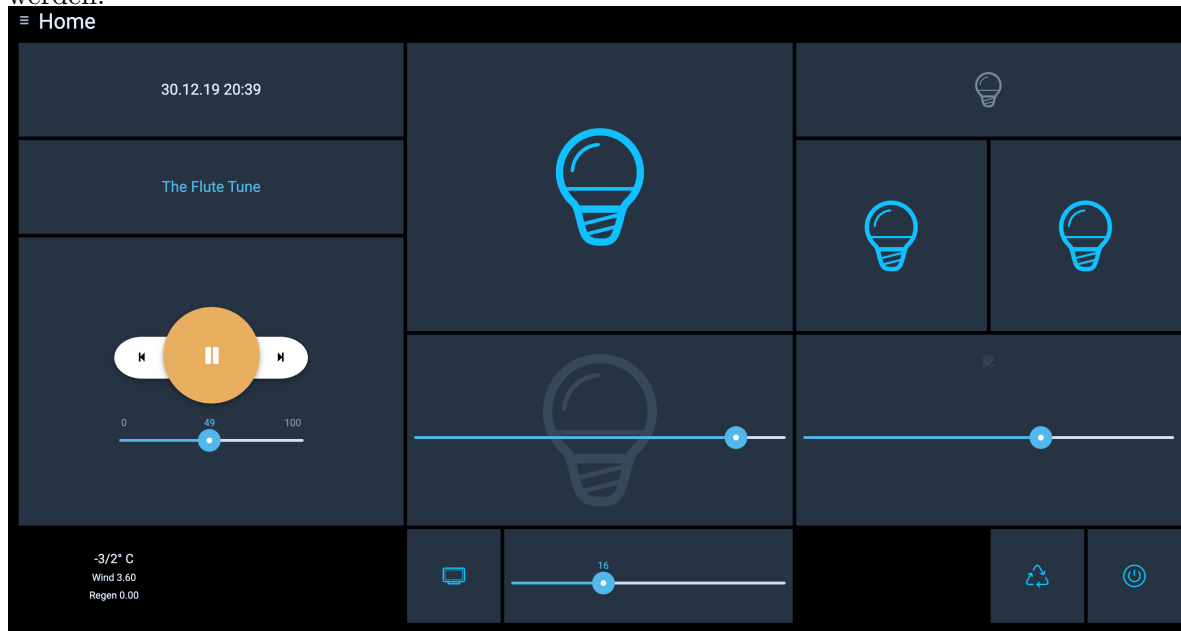 werden.
≡ Home
30.12.19 20:39
The Flute Tune
0 49 100
16
-3/2° C
Wind 3.60
Regen 0.00